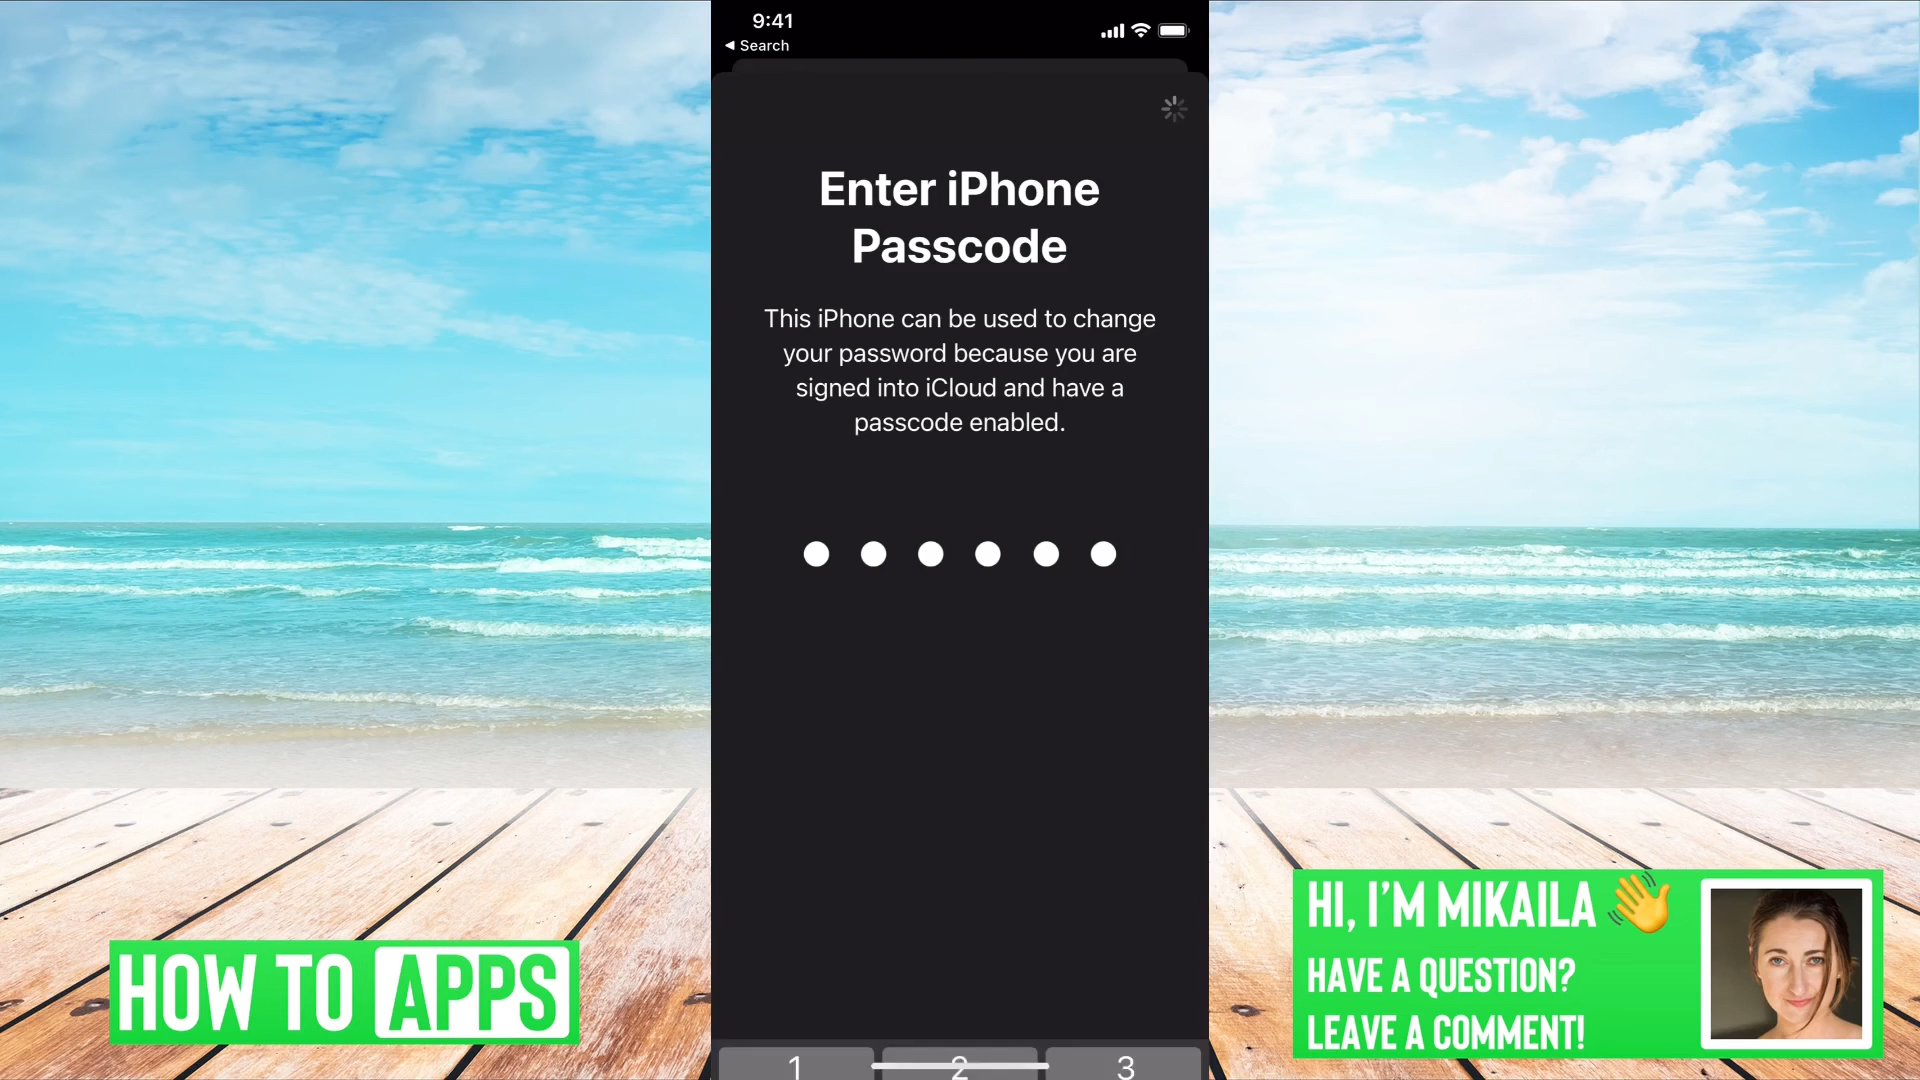 9:41
◀ Search
Enter iPhone
Passcode
This iPhone can be used to change
your password because you are
signed into iCloud and have a
passcode enabled.
1 2 3
HOW TO APPS
HI, I'M MIKAILA 👋
HAVE A QUESTION?
LEAVE A COMMENT!